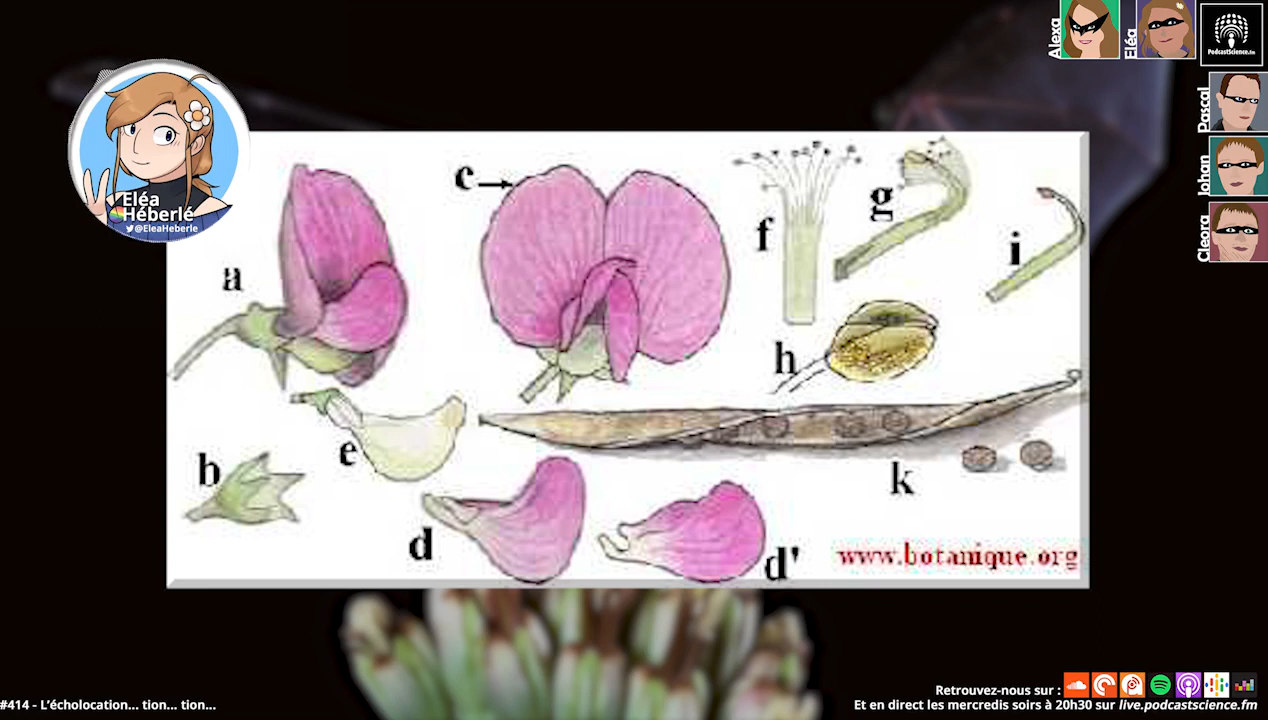 Alexa
Eléa
PodcastScience.fm
Pascal
Johan
Cleora
Eléa
Héberlé
@EleaHeberle
a
b
c
d
d'
e
f
g
h
i
k
www.botanique.org
#414 - L'écholocation... tion... tion...
Retrouvez-nous sur :
Et en direct les mercredis soirs à 20h30 sur live.podcastscience.fm